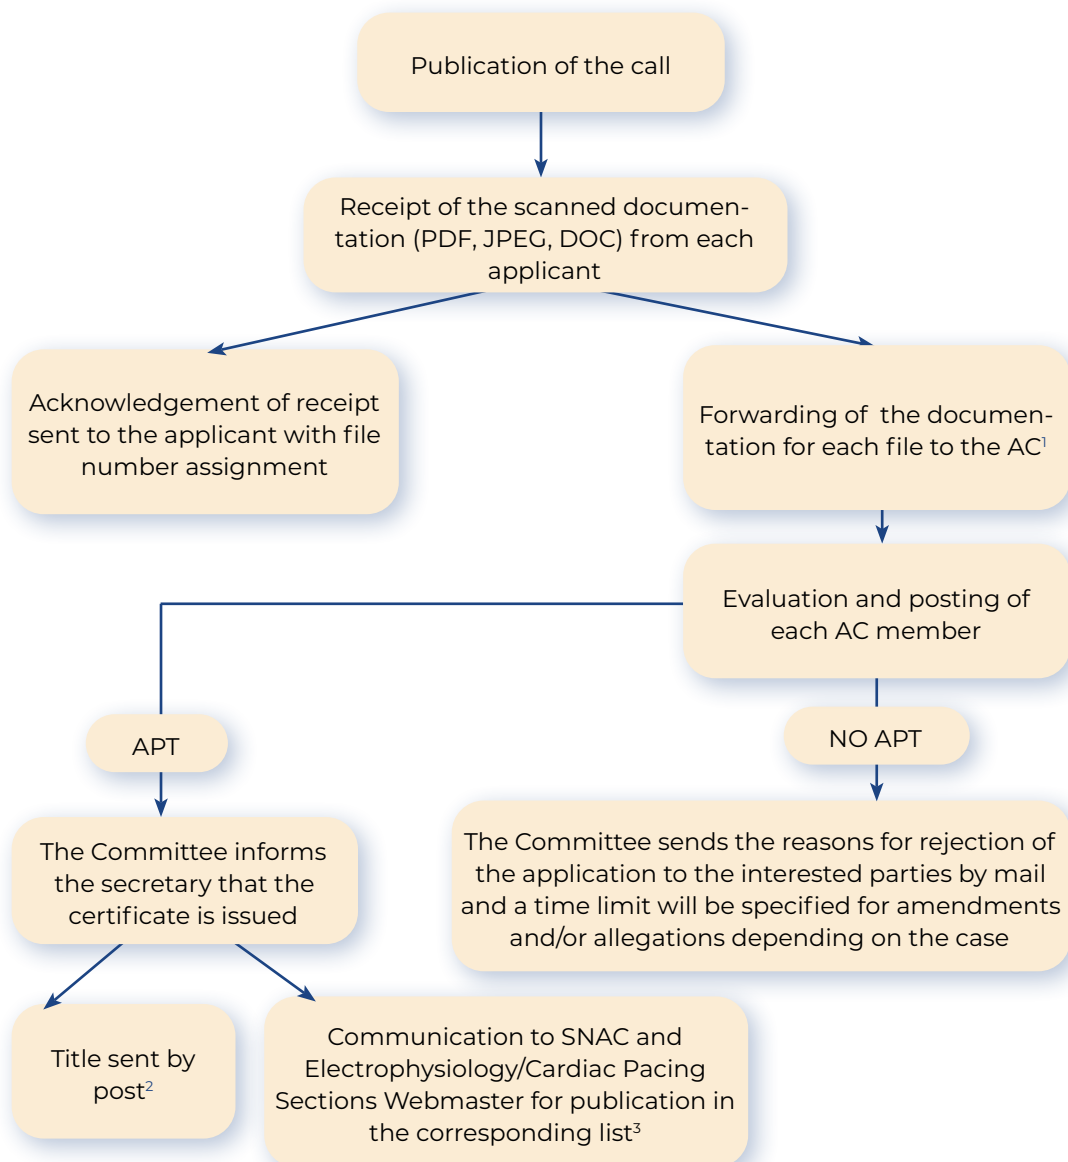 Publication of the call
Receipt of the scanned documen-
tation (PDF, JPEG, DOC) from each
applicant
Acknowledgement of receipt
sent to the applicant with file
number assignment
Forwarding of the documen-
tation for each file to the AC¹
Evaluation and posting of
each AC member
APT
NO APT
The Committee informs
the secretary that the
certificate is issued
The Committee sends the reasons for rejection of
the application to the interested parties by mail
and a time limit will be specified for amendments
and/or allegations depending on the case
Title sent by
post²
Communication to SNAC and
Electrophysiology/Cardiac Pacing
Sections Webmaster for publication in
the corresponding list³